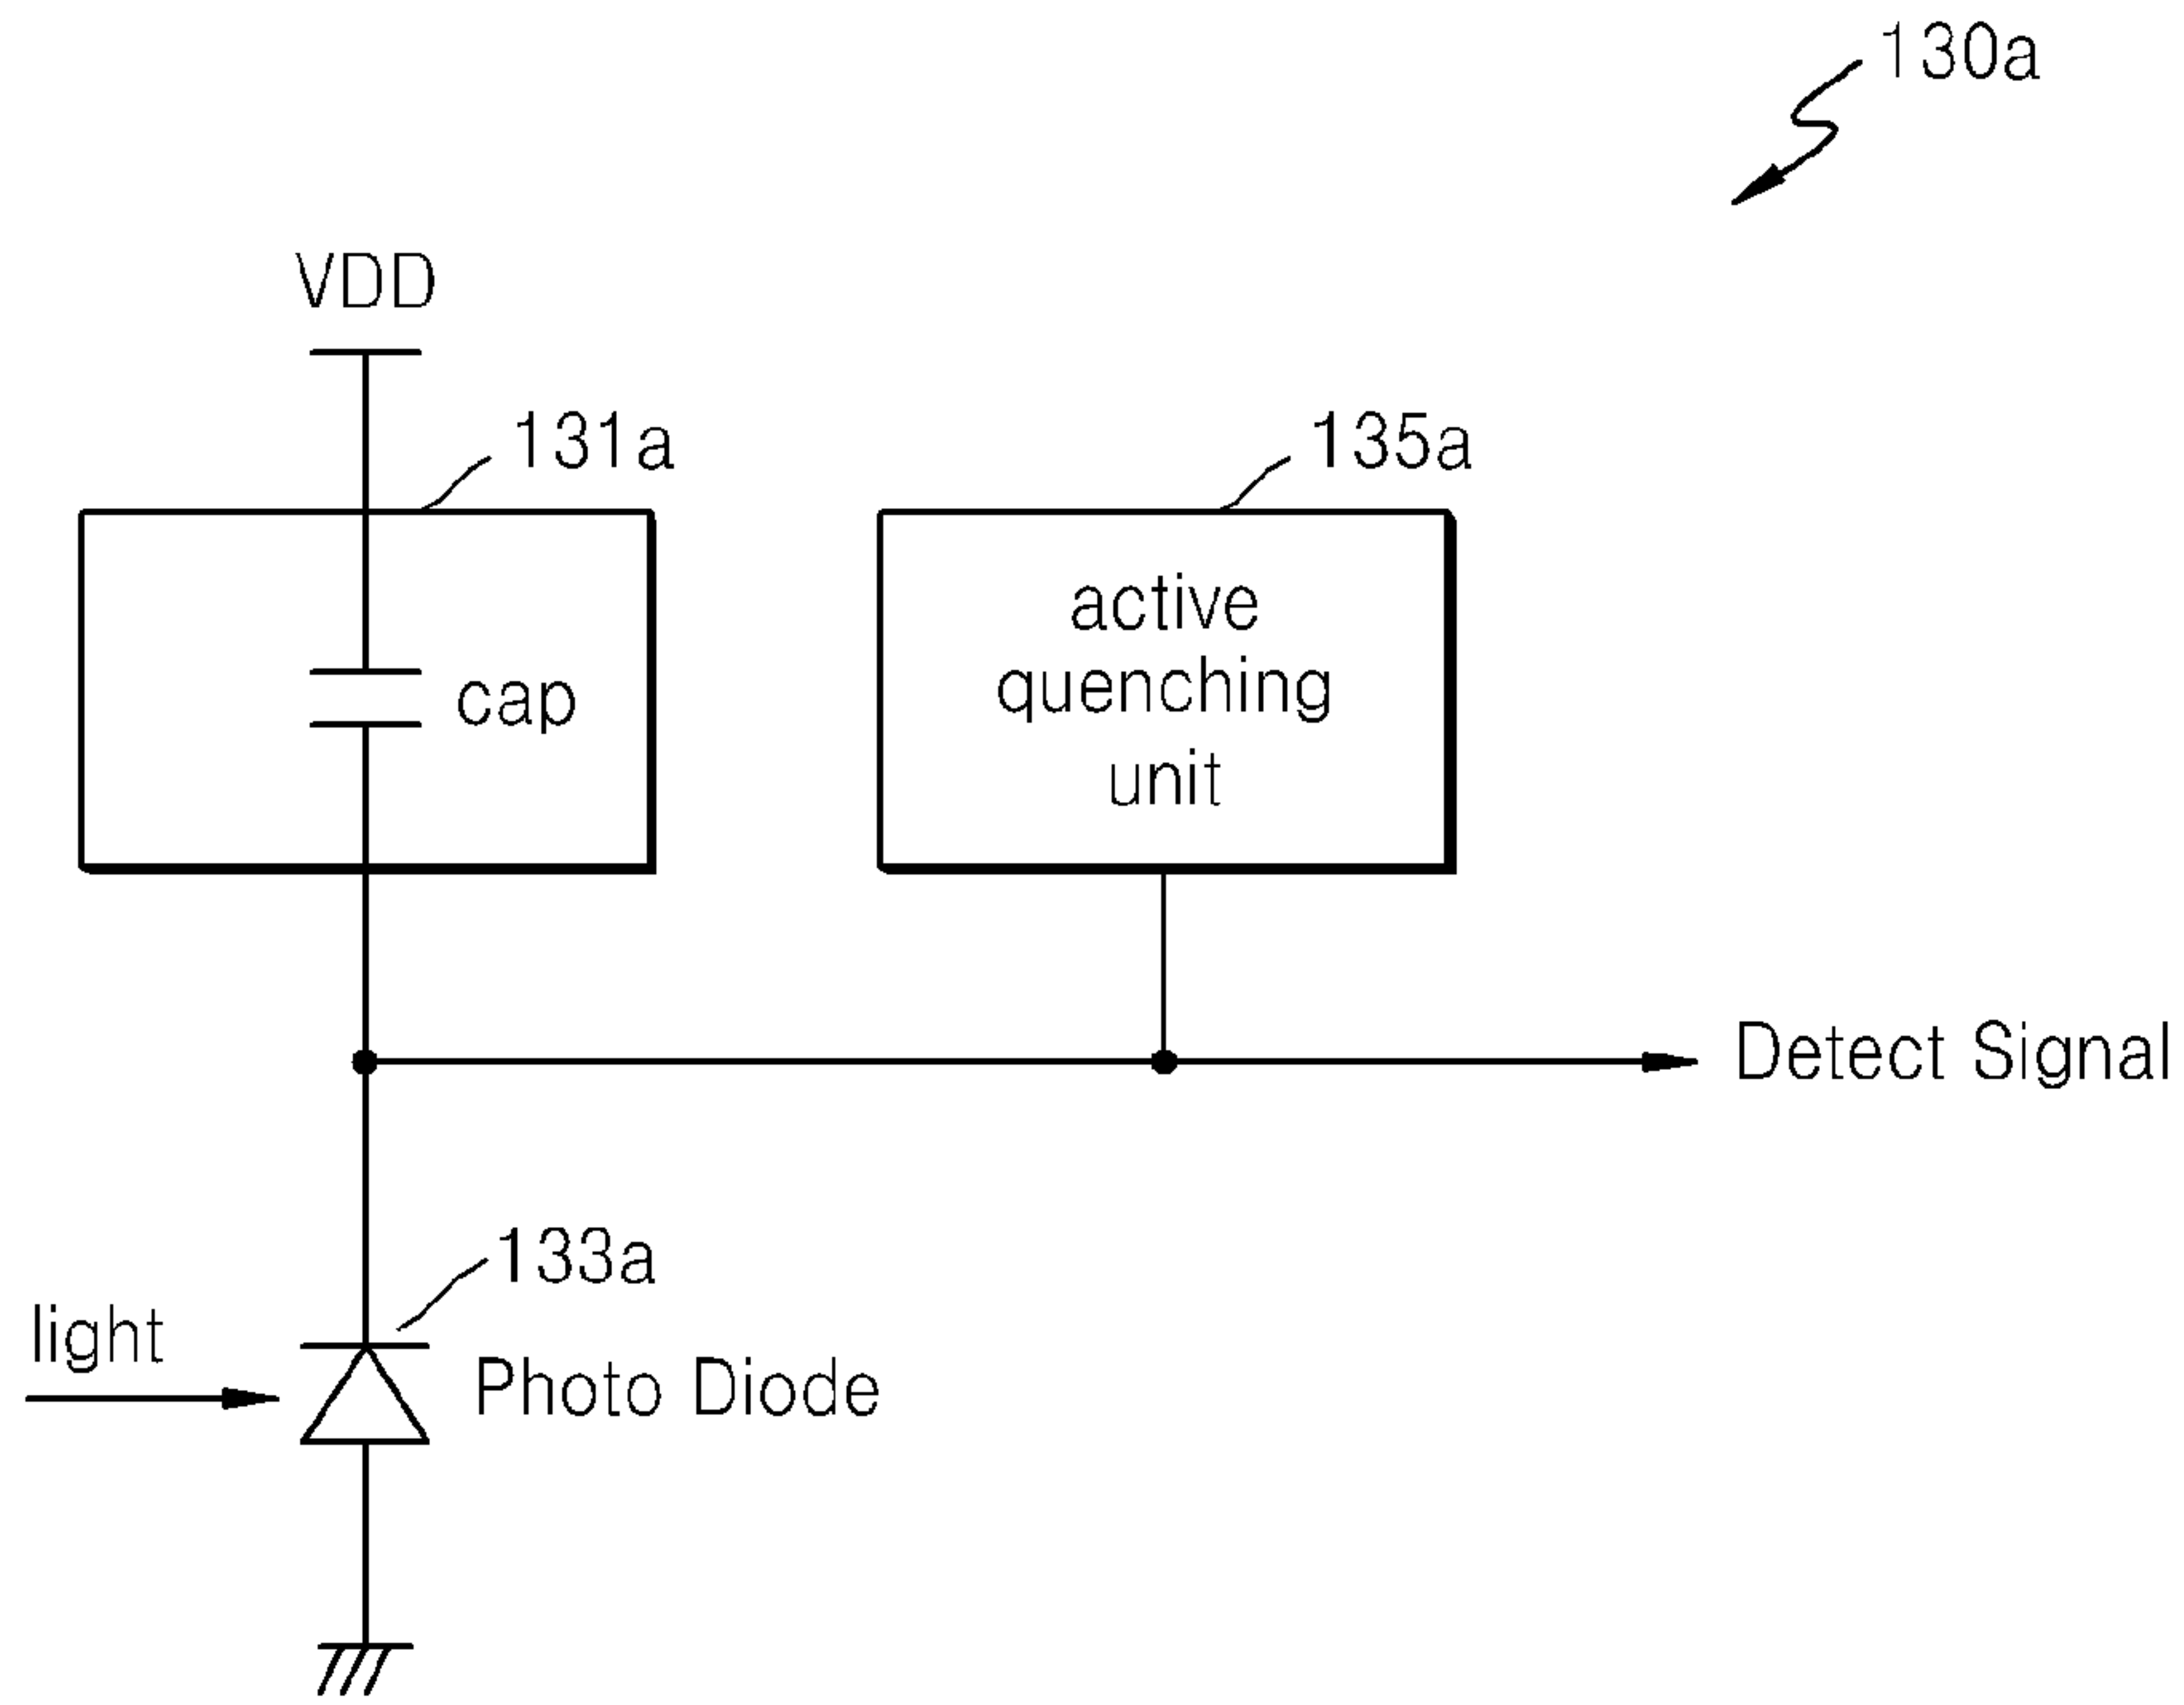 130a
VDD
131a
135a
cap
active
quenching
unit
Detect Signal
133a
light
Photo Diode